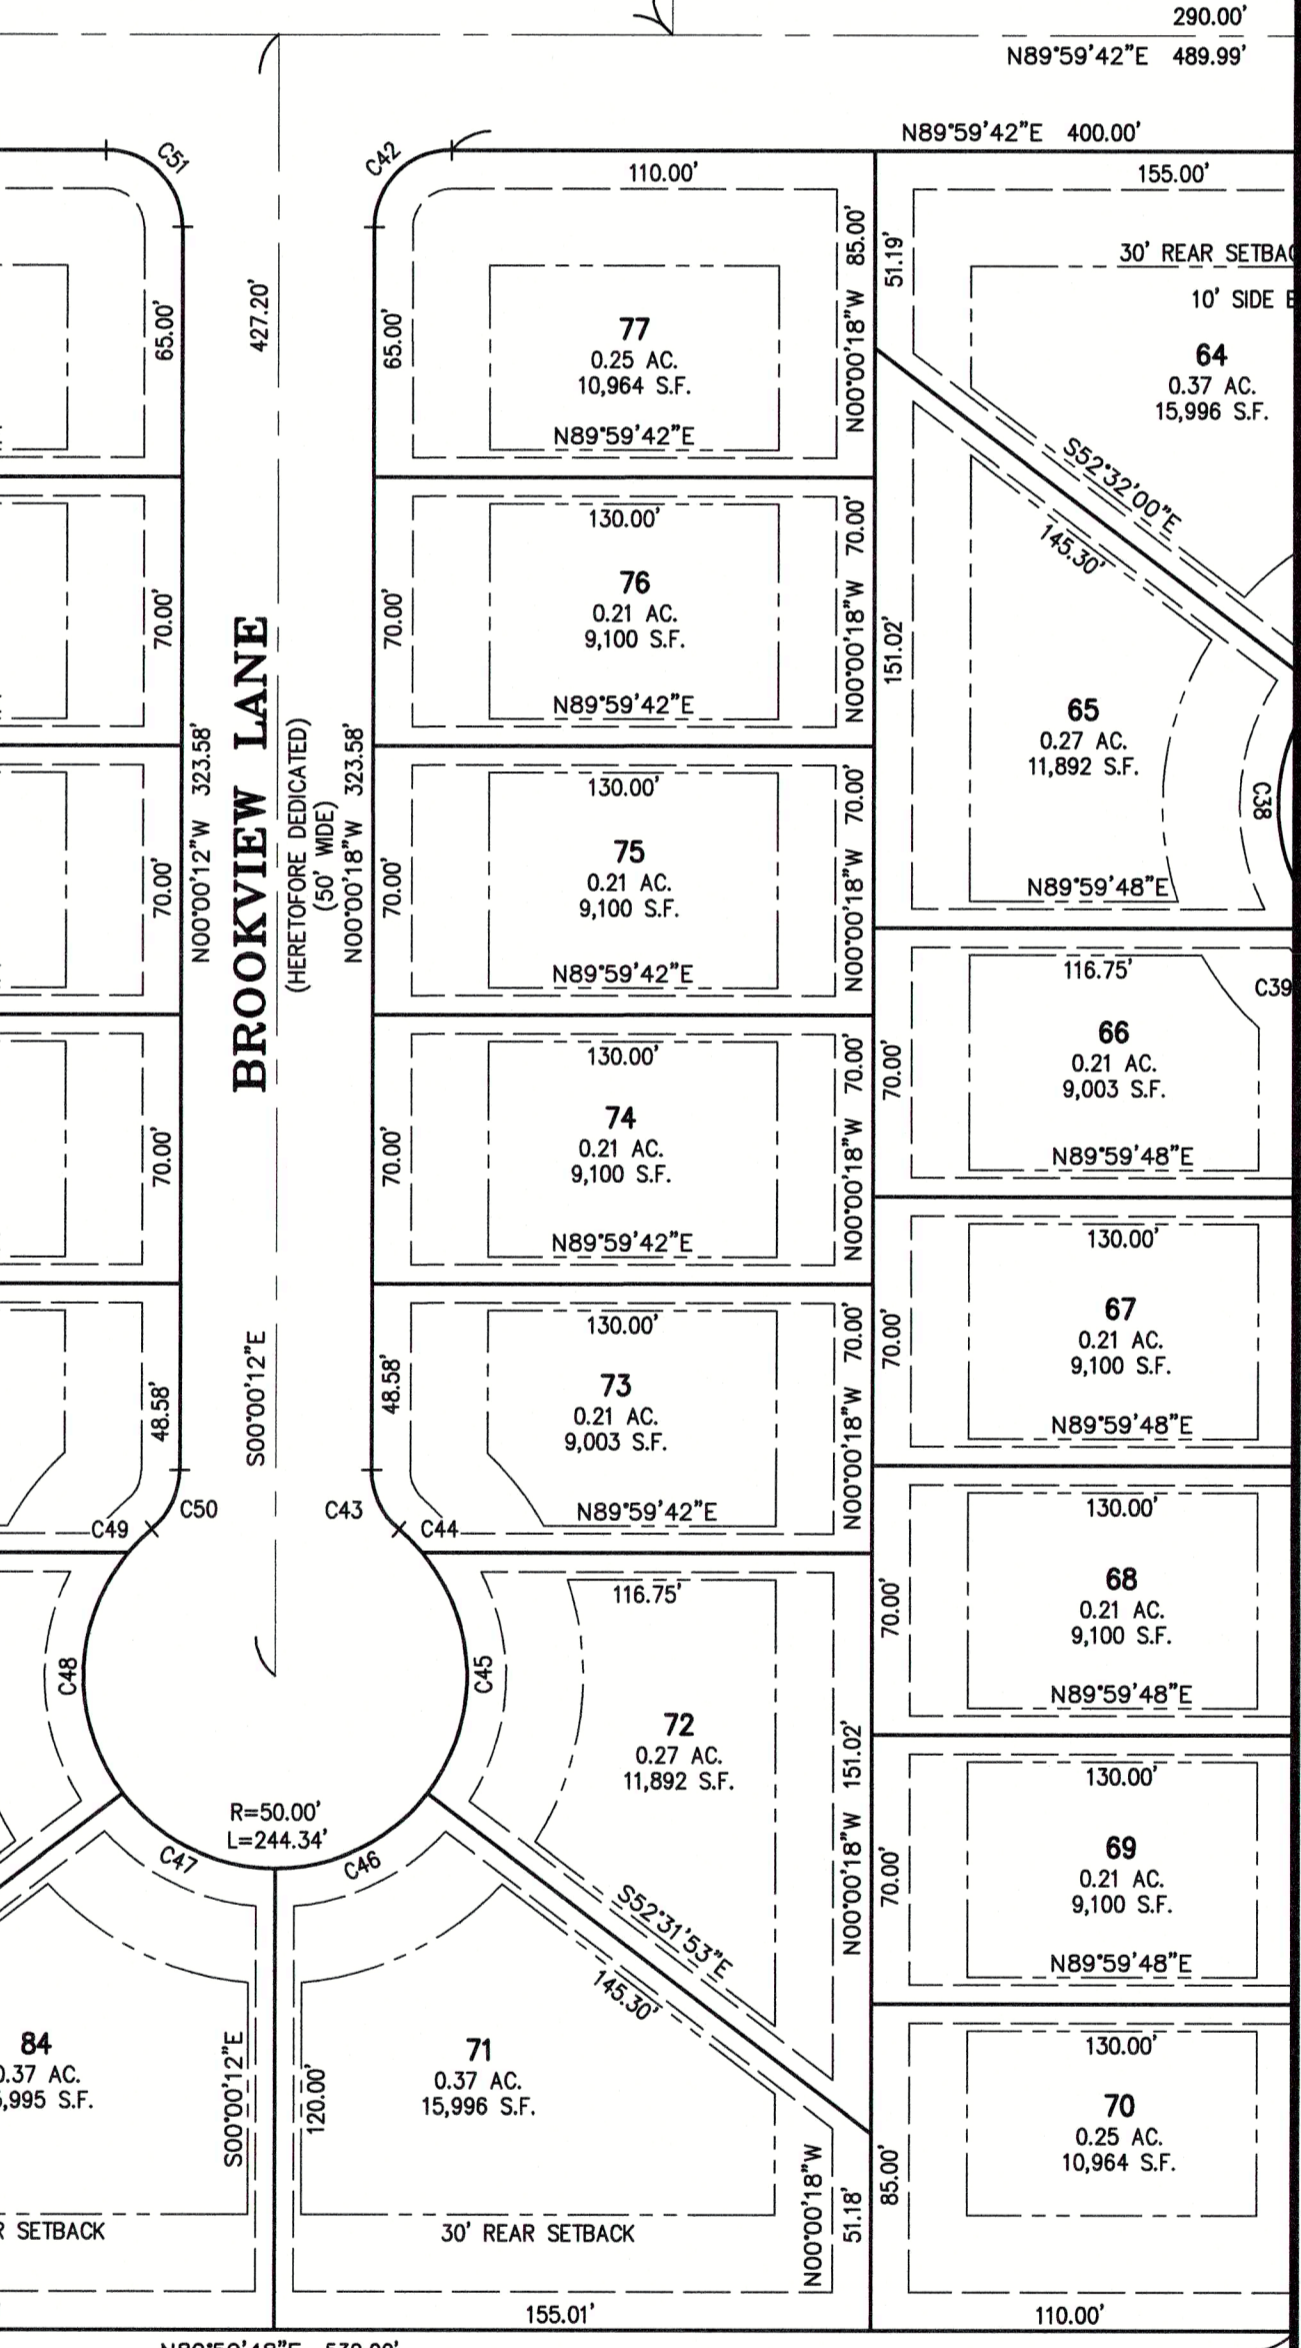 290.00'
N89°59'42"E 489.99'
N89°59'42"E 400.00'
C51
C42
110.00'
155.00'
65.00'
427.20'
65.00'
77
0.25 AC.
10,964 S.F.
N89°59'42"E
N00°00'18"W 85.00'
51.19'
30' REAR SETBAC
10' SIDE
64
0.37 AC.
15,996 S.F.
S52°32'00"E
145.30'
70.00'
70.00'
130.00'
76
0.21 AC.
9,100 S.F.
N89°59'42"E
N00°00'18"W 70.00'
151.02'
65
0.27 AC.
11,892 S.F.
N89°59'48"E
C38
N00°00'12"W 323.58'
BROOKVIEW LANE
(HERETOFORE DEDICATED)
(50' WIDE)
N00°00'18"W 323.58'
70.00'
70.00'
130.00'
75
0.21 AC.
9,100 S.F.
N89°59'42"E
N00°00'18"W 70.00'
116.75'
C39
66
0.21 AC.
9,003 S.F.
N89°59'48"E
70.00'
70.00'
70.00'
130.00'
74
0.21 AC.
9,100 S.F.
N89°59'42"E
N00°00'18"W 70.00'
130.00'
67
0.21 AC.
9,100 S.F.
N89°59'48"E
70.00'
48.58'
S00°00'12"E
48.58'
130.00'
73
0.21 AC.
9,003 S.F.
N89°59'42"E
N00°00'18"W 70.00'
C49
C50
C43
C44
130.00'
68
0.21 AC.
9,100 S.F.
N89°59'48"E
70.00'
C48
C45
116.75'
72
0.27 AC.
11,892 S.F.
N00°00'18"W 151.02'
R=50.00'
L=244.34'
C47
C46
S52°31'53"E
145.30'
130.00'
69
0.21 AC.
9,100 S.F.
N89°59'48"E
70.00'
84
0.37 AC.
,995 S.F.
S00°00'12"E
120.00'
71
0.37 AC.
15,996 S.F.
N00°00'18"W
51.18'
130.00'
70
0.25 AC.
10,964 S.F.
85.00'
R SETBACK
30' REAR SETBACK
155.01'
110.00'